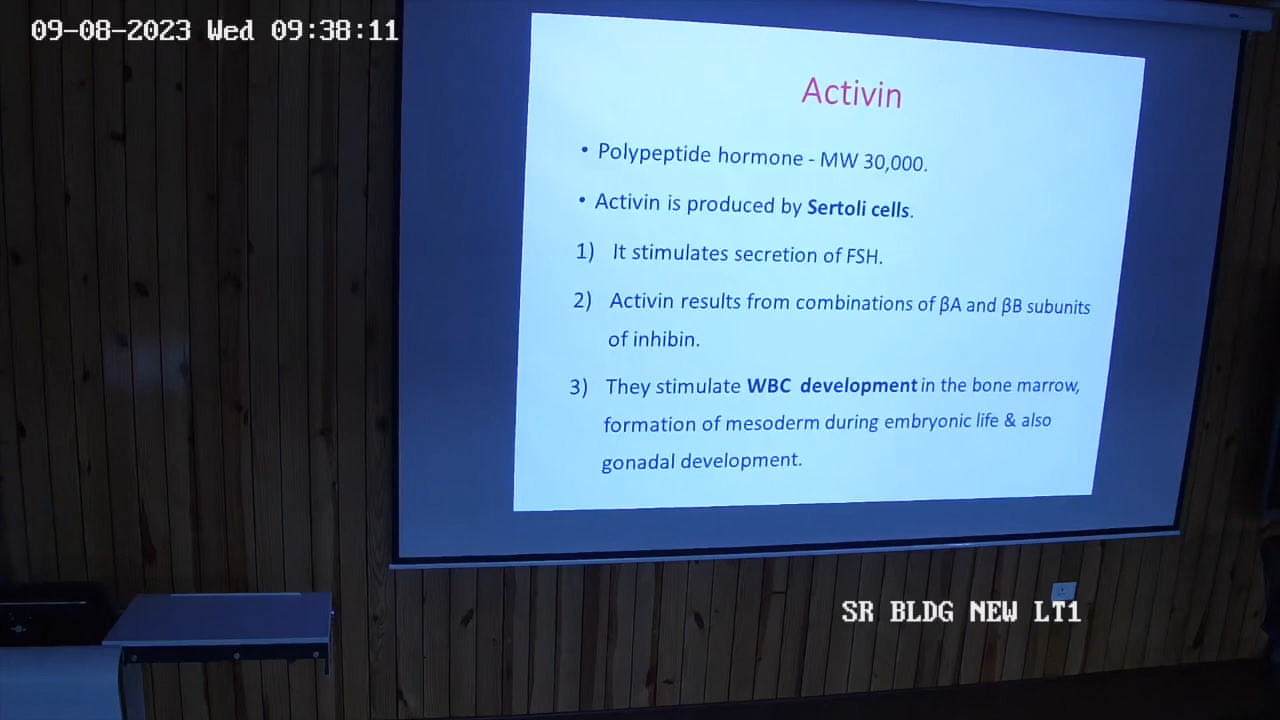 09-08-2023 Wed 09:38:11
Activin
• Polypeptide hormone - MW 30,000.
• Activin is produced by Sertoli cells.
1) It stimulates secretion of FSH.
2) Activin results from combinations of βA and βB subunits
of inhibin.
3) They stimulate WBC development in the bone marrow,
formation of mesoderm during embryonic life & also
gonadal development.
SR BLDG NEW LT1